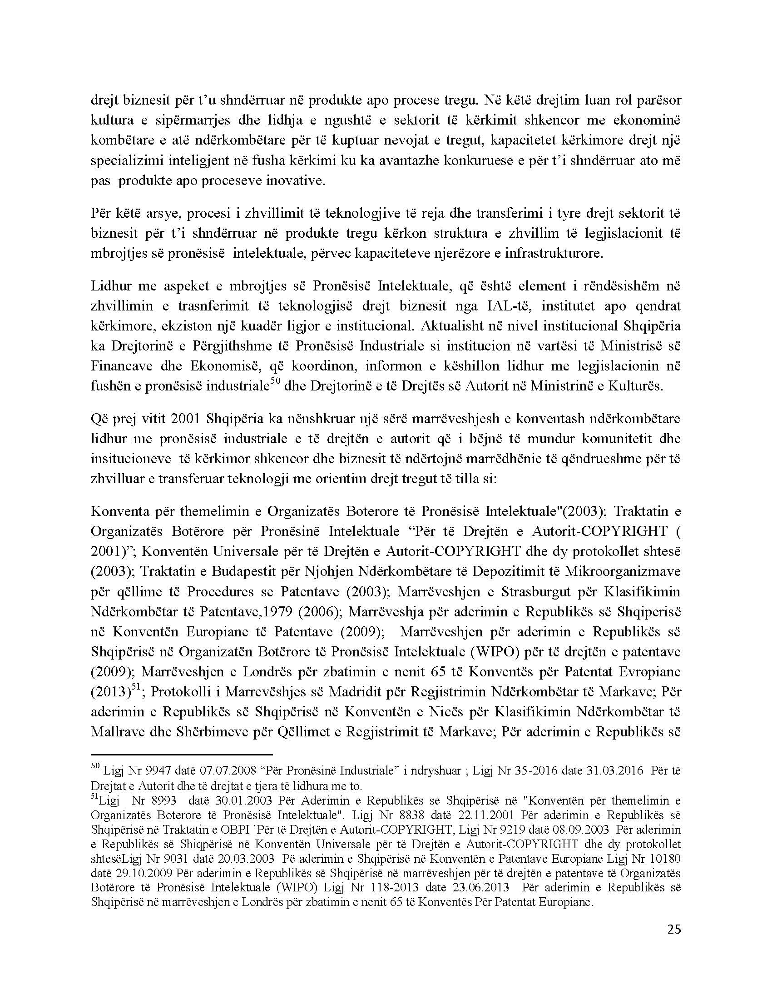 drejt biznesit për t’u shndërruar në produkte apo procese tregu. Në këtë drejtim luan rol parësor
kultura e sipërmarrjes dhe lidhja e ngushtë e sektorit të kërkimit shkencor me ekonominë
kombëtare e atë ndërkombëtare për të kuptuar nevojat e tregut, kapacitetet kërkimore drejt një
specializimi inteligjent në fusha kërkimi ku ka avantazhe konkuruese e për t’i shndërruar ato më
pas  produkte apo proceseve inovative.
Për këtë arsye, procesi i zhvillimit të teknologjive të reja dhe transferimi i tyre drejt sektorit të
biznesit për t’i shndërruar në produkte tregu kërkon struktura e zhvillim të legjislacionit të
mbrojtjes së pronësisë  intelektuale, përvec kapaciteteve njerëzore e infrastrukturore.
Lidhur me aspeket e mbrojtjes së Pronësisë Intelektuale, që është element i rëndësishëm në
zhvillimin e trasnferimit të teknologjisë drejt biznesit nga IAL-të, institutet apo qendrat
kërkimore, ekziston një kuadër ligjor e institucional. Aktualisht në nivel institucional Shqipëria
ka Drejtorinë e Përgjithshme të Pronësisë Industriale si institucion në vartësi të Ministrisë së
Financave dhe Ekonomisë, që koordinon, informon e këshillon lidhur me legjislacionin në
fushën e pronësisë industriale50 dhe Drejtorinë e të Drejtës së Autorit në Ministrinë e Kulturës.
Që prej vitit 2001 Shqipëria ka nënshkruar një sërë marrëveshjesh e konventash ndërkombëtare
lidhur me pronësisë industriale e të drejtën e autorit që i bëjnë të mundur komunitetit dhe
insitucioneve  të kërkimor shkencor dhe biznesit të ndërtojnë marrëdhënie të qëndrueshme për të
zhvilluar e transferuar teknologji me orientim drejt tregut të tilla si:
Konventa për themelimin e Organizatës Boterore të Pronësisë Intelektuale"(2003); Traktatin e
Organizatës Botërore për Pronësinë Intelektuale “Për të Drejtën e Autorit-COPYRIGHT (
2001)”; Konventën Universale për të Drejtën e Autorit-COPYRIGHT dhe dy protokollet shtesë
(2003); Traktatin e Budapestit për Njohjen Ndërkombëtare të Depozitimit të Mikroorganizmave
për qëllime të Procedures se Patentave (2003); Marrëveshjen e Strasburgut për Klasifikimin
Ndërkombëtar të Patentave,1979 (2006); Marrëveshja për aderimin e Republikës së Shqiperisë
në Konventën Europiane të Patentave (2009);  Marrëveshjen për aderimin e Republikës së
Shqipërisë në Organizatën Botërore të Pronësisë Intelektuale (WIPO) për të drejtën e patentave
(2009); Marrëveshjen e Londrës për zbatimin e nenit 65 të Konventës për Patentat Evropiane
(2013)51; Protokolli i Marrevëshjes së Madridit për Regjistrimin Ndërkombëtar të Markave; Për
aderimin e Republikës së Shqipërisë në Konventën e Nicës për Klasifikimin Ndërkombëtar të
Mallrave dhe Shërbimeve për Qëllimet e Regjistrimit të Markave; Për aderimin e Republikës së
50 Ligj Nr 9947 datë 07.07.2008 “Për Pronësinë Industriale” i ndryshuar ; Ligj Nr 35-2016 date 31.03.2016  Për të
Drejtat e Autorit dhe të drejtat e tjera të lidhura me to.
51Ligj  Nr 8993  datë 30.01.2003 Për Aderimin e Republikës se Shqipërisë në "Konventën për themelimin e
Organizatës Boterore të Pronësisë Intelektuale". Ligj Nr 8838 datë 22.11.2001 Për aderimin e Republikës së
Shqipërisë në Traktatin e OBPI `Për të Drejtën e Autorit-COPYRIGHT, Ligj Nr 9219 datë 08.09.2003  Për aderimin
e Republikës së Shiqpërisë në Konventën Universale për të Drejtën e Autorit-COPYRIGHT dhe dy protokollet
shtesëLigj Nr 9031 datë 20.03.2003  Pë aderimin e Shqipërisë në Konventën e Patentave Europiane Ligj Nr 10180
datë 29.10.2009 Për aderimin e Republikës së Shqipërisë në marrëveshjen për të drejtën e patentave të Organizatës
Botërore të Pronësisë Intelektuale (WIPO) Ligj Nr 118-2013 date 23.06.2013  Për aderimin e Republikës së
Shqipërisë në marrëveshjen e Londrës për zbatimin e nenit 65 të Konventës Për Patentat Europiane.
25